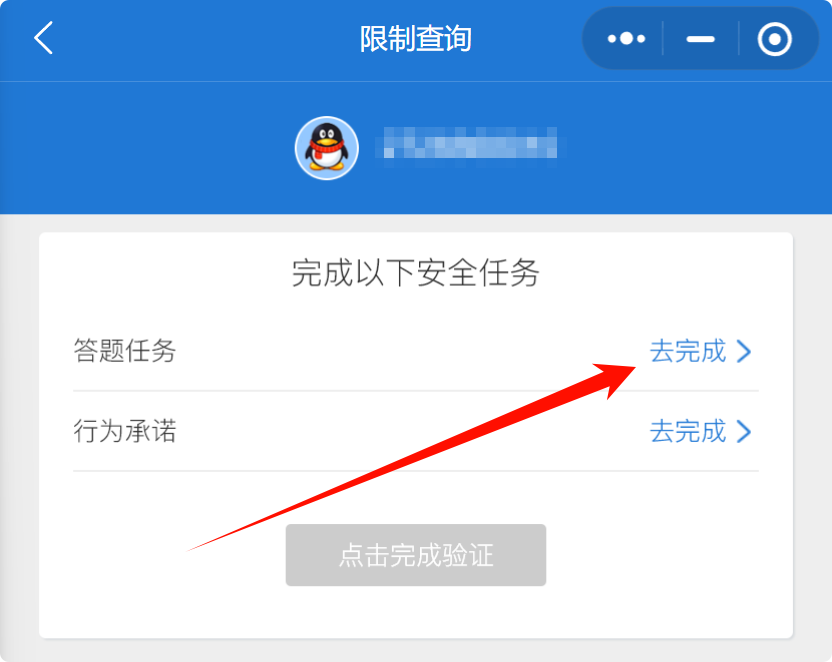 限制查询
完成以下安全任务
答题任务 去完成
行为承诺 去完成
点击完成验证